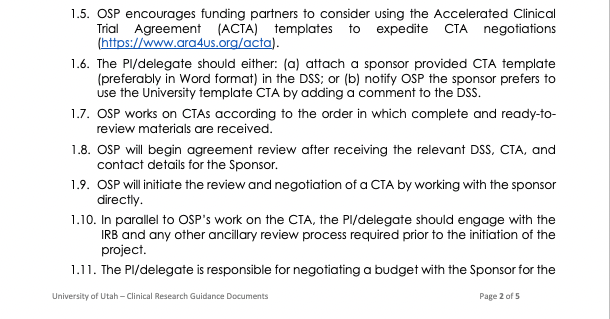 1.5. OSP encourages funding partners to consider using the Accelerated Clinical
Trial Agreement (ACTA) templates to expedite CTA negotiations
(https://www.ara4us.org/acta).
1.6. The PI/delegate should either: (a) attach a sponsor provided CTA template
(preferably in Word format) in the DSS; or (b) notify OSP the sponsor prefers to
use the University template CTA by adding a comment to the DSS.
1.7. OSP works on CTAs according to the order in which complete and ready-to-
review materials are received.
1.8. OSP will begin agreement review after receiving the relevant DSS, CTA, and
contact details for the Sponsor.
1.9. OSP will initiate the review and negotiation of a CTA by working with the sponsor
directly.
1.10. In parallel to OSP's work on the CTA, the PI/delegate should engage with the
IRB and any other ancillary review process required prior to the initiation of the
project.
1.11. The PI/delegate is responsible for negotiating a budget with the Sponsor for the
University of Utah – Clinical Research Guidance Documents Page 2 of 5